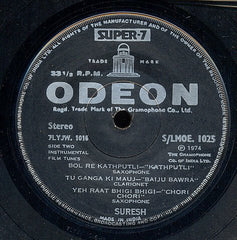 SUPER-7
TRADE MARK
33 1/3 R.P.M.
ODEON
Regd. Trade Mark of The Gramophone Co., Ltd.
Stereo
7LYJW. 1016
S/LMOE. 1025
SIDE TWO
INSTRUMENTAL
FILM TUNES
℗ 1974
THE GRAMOPHONE
CO. OF INDIA LTD.
BOL RE KATHPUTLI—"KATHPUTLI"
SAXOPHONE
TU GANGA KI MAUJ—"BAIJU BAWRA"
CLARIONET
YEH RAAT BHIGI BHIGI—"CHORI
CHORI"
SAXOPHONE
SURESH
MADE IN INDIA